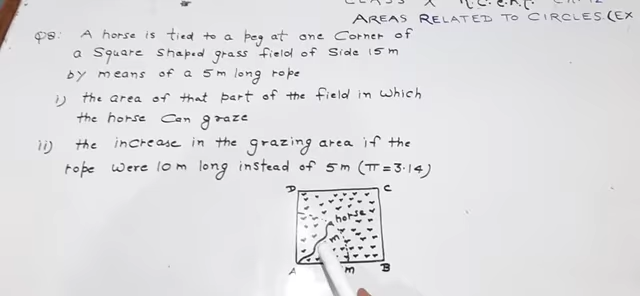 AREAS RELATED TO CIRCLES. (EX
Q8: A horse is tied to a peg at one Corner of
a Square Shaped grass field of Side 15 m
by means of a 5 m long rope
i) the area of that part of the field in which
the horse Can graze
ii) the increase in the grazing area if the
rope were 10 m long instead of 5 m (π = 3.14)
D C
horse
m
A m B